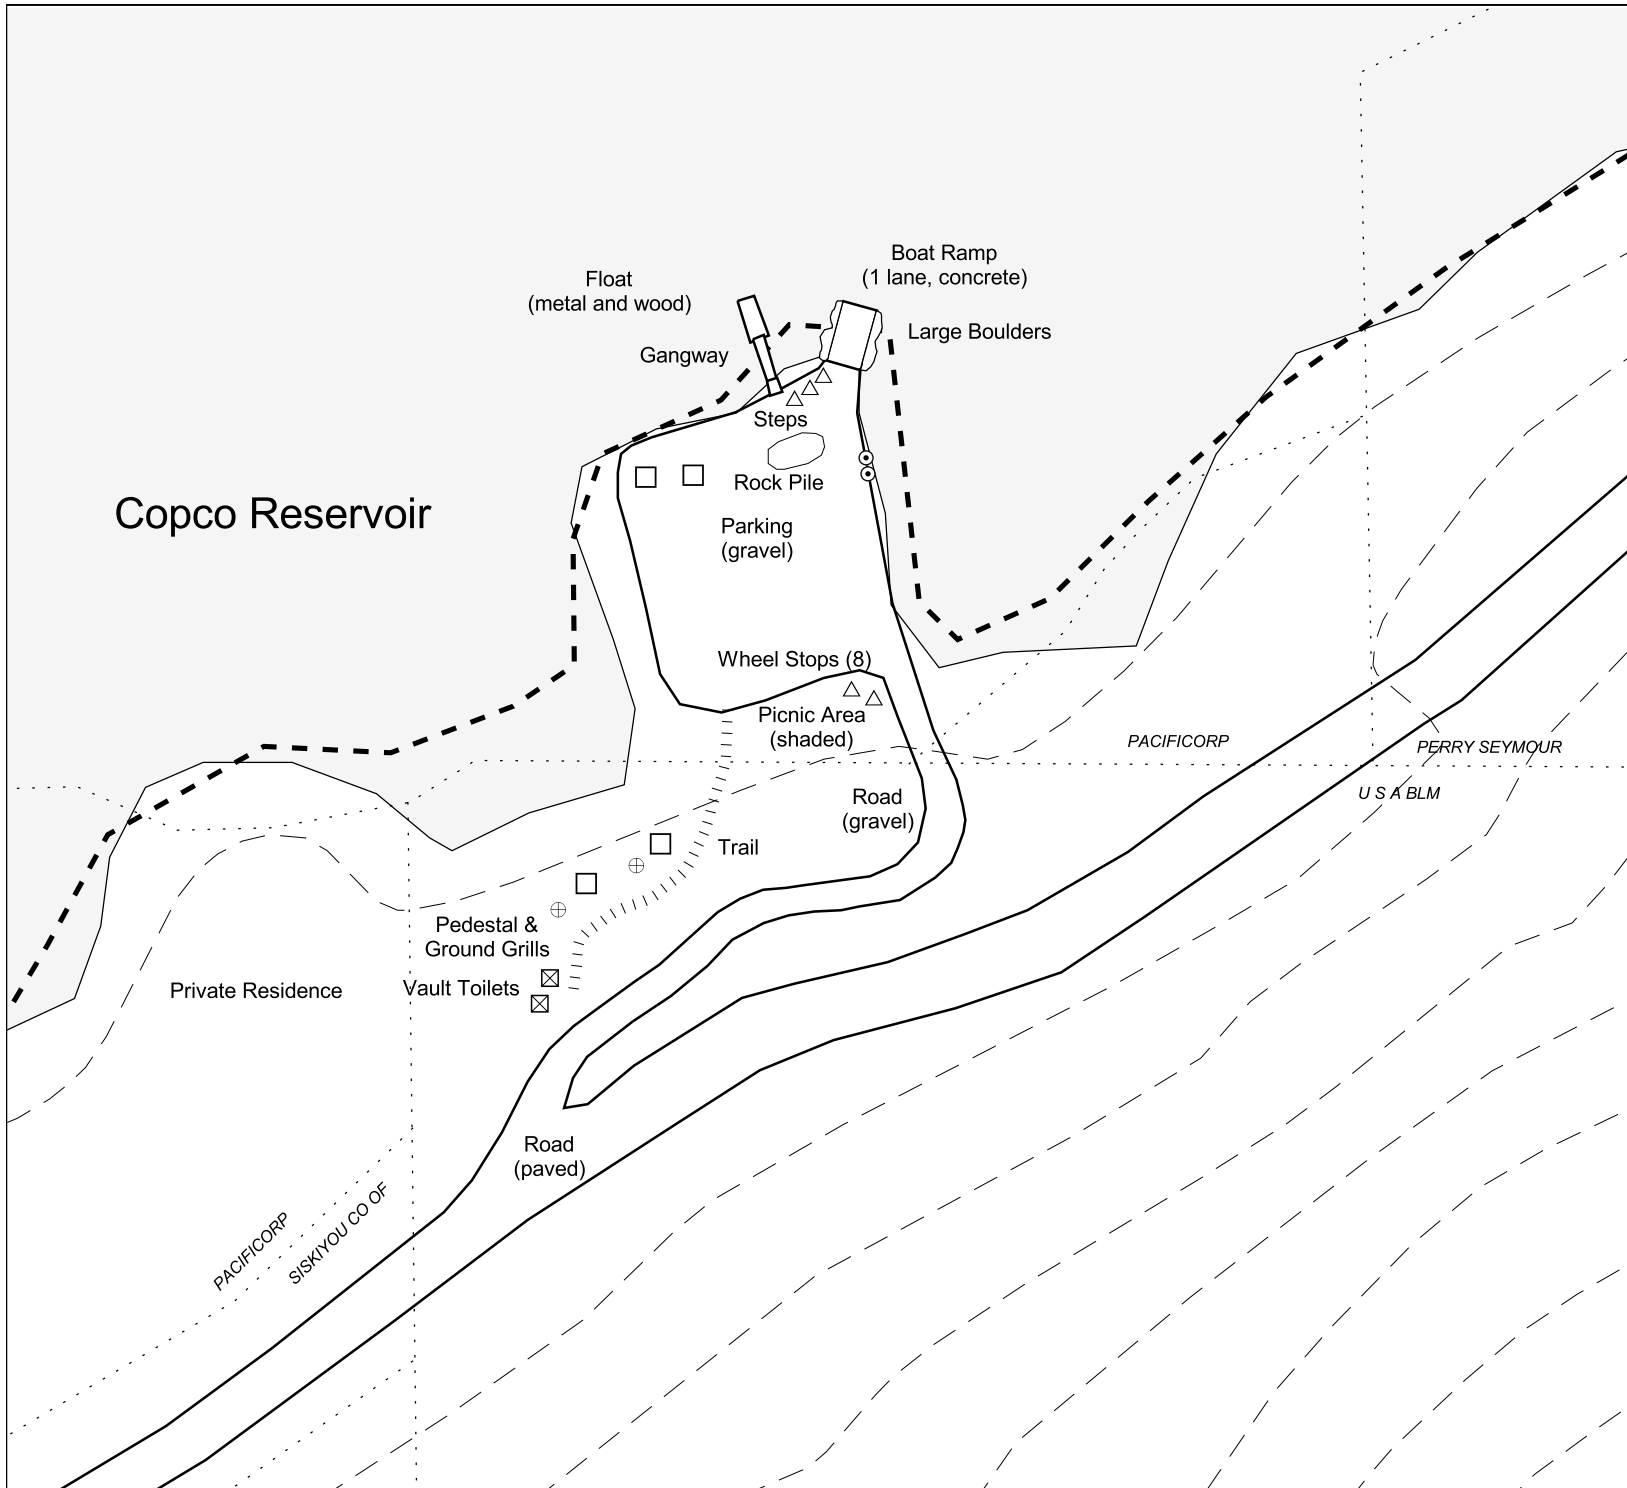 Boat Ramp
(1 lane, concrete)
Float
(metal and wood)
Large Boulders
Gangway
Steps
Rock Pile
Copco Reservoir
Parking
(gravel)
Wheel Stops (8)
Picnic Area
(shaded)
PACIFICORP
PERRY SEYMOUR
U S A BLM
Road
(gravel)
Trail
Pedestal &
Ground Grills
Vault Toilets
Private Residence
Road
(paved)
PACIFICORP
SISKIYOU CO OF